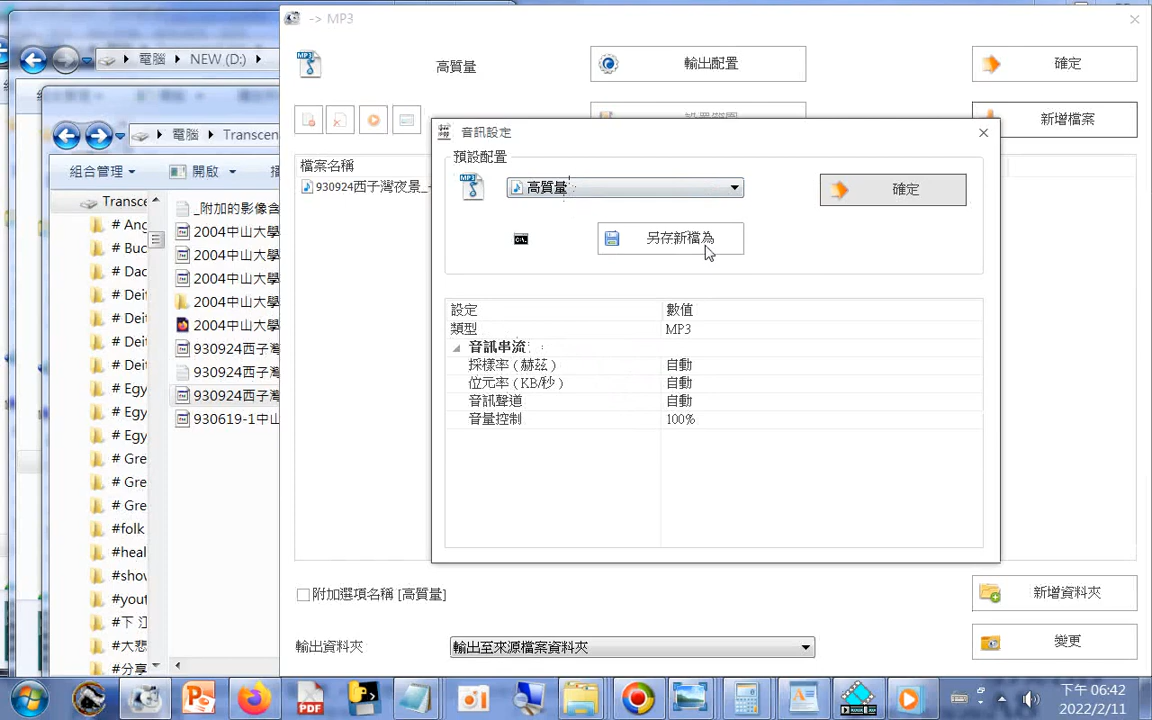 -> MP3
高質量
輸出配置
確定
電腦
NEW (D:)
新增檔案
音訊設定
電腦
Transcen
預設配置
組合管理
開啟
檔案名稱
930924西子灣夜景_
高質量
確定
另存新檔為
Transce
# Ang
# Buc
# Dac
# Deit
# Deit
# Deit
# Deit
# Egy
# Egy
# Egy
# Gre
# Gre
# Gre
#folk
#heal
#show
#yout
#下 江
#大悲
#分享
_附加的影像含
2004中山大學
2004中山大學
2004中山大學
2004中山大學
2004中山大學
930924西子灣
930924西子灣
930924西子灣
930619-1中山
設定
數值
類型
MP3
音訊串流
採樣率 (赫茲)
自動
位元率 (KB/秒)
自動
音訊聲道
自動
音量控制
100%
附加選項名稱 [高質量]
新增資料夾
輸出資料夾
輸出至來源檔案資料夾
變更
下午 06:42
2022/2/11